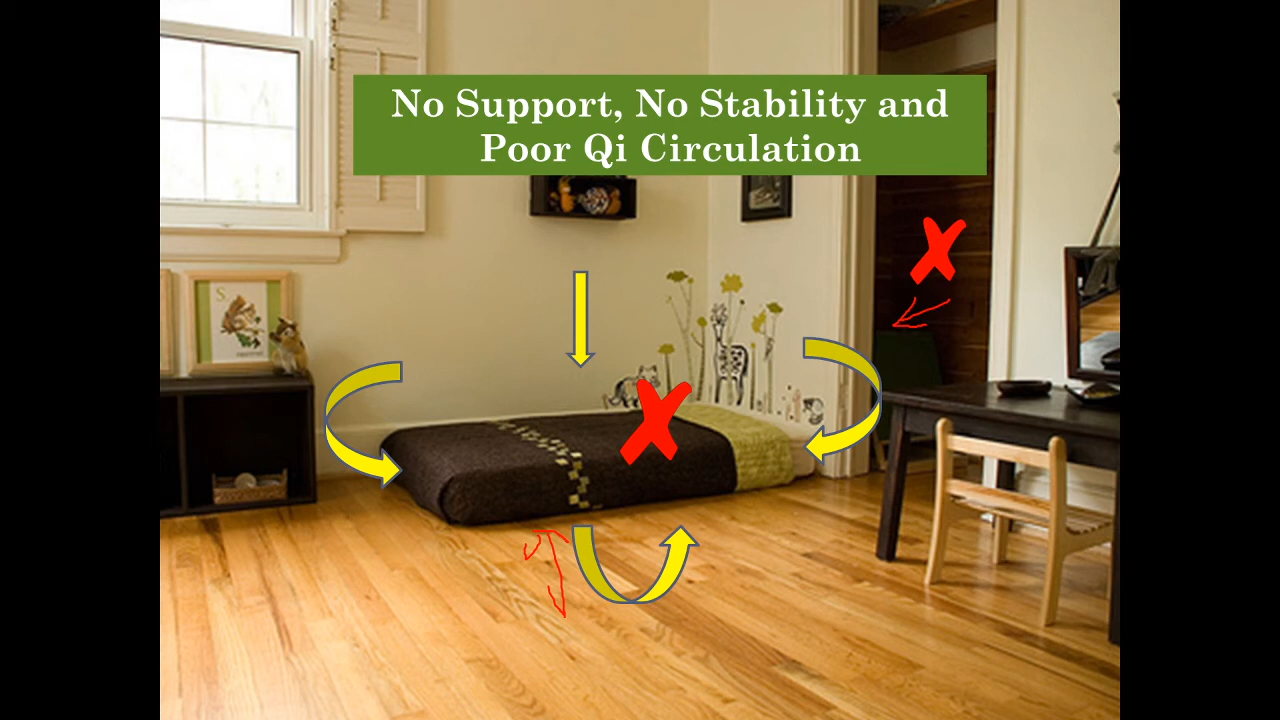 No Support, No Stability and
Poor Qi Circulation
S